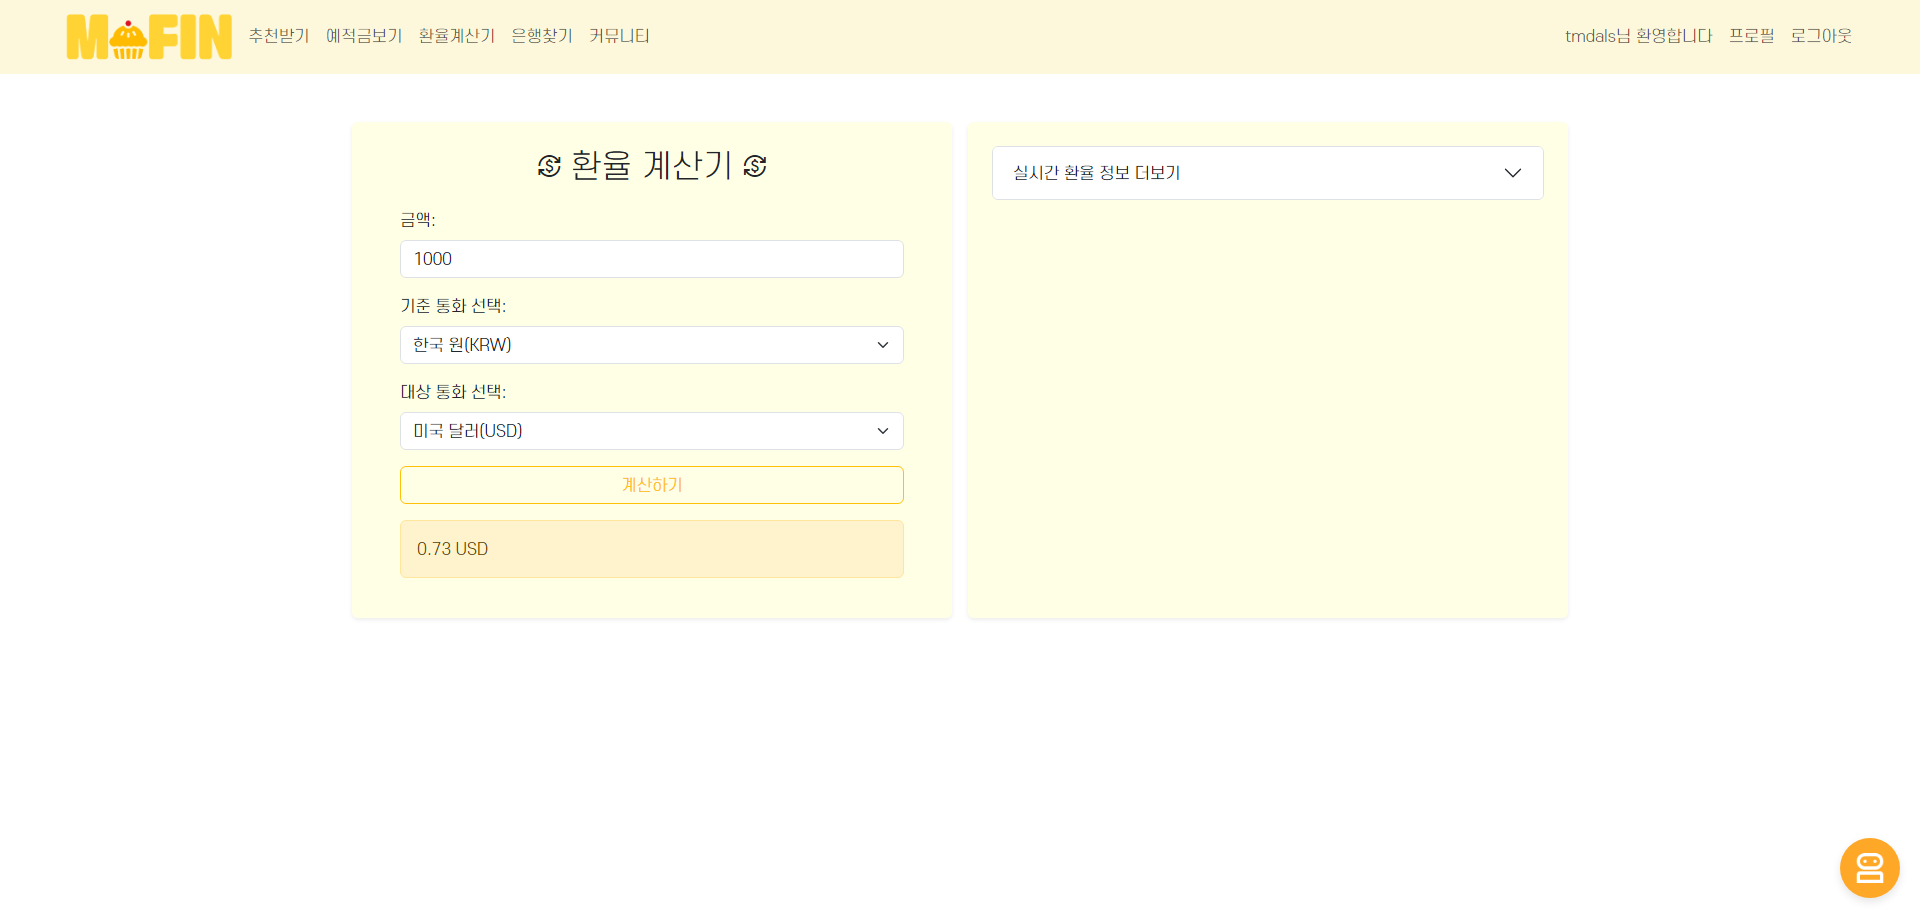 MOFIN 추천받기 예적금보기 환율계산기 은행찾기 커뮤니티 tmdals님 환영합니다 프로필 로그아웃
환율 계산기
금액:
1000
기준 통화 선택:
한국 원(KRW)
대상 통화 선택:
미국 달러(USD)
계산하기
0.73 USD
실시간 환율 정보 더보기